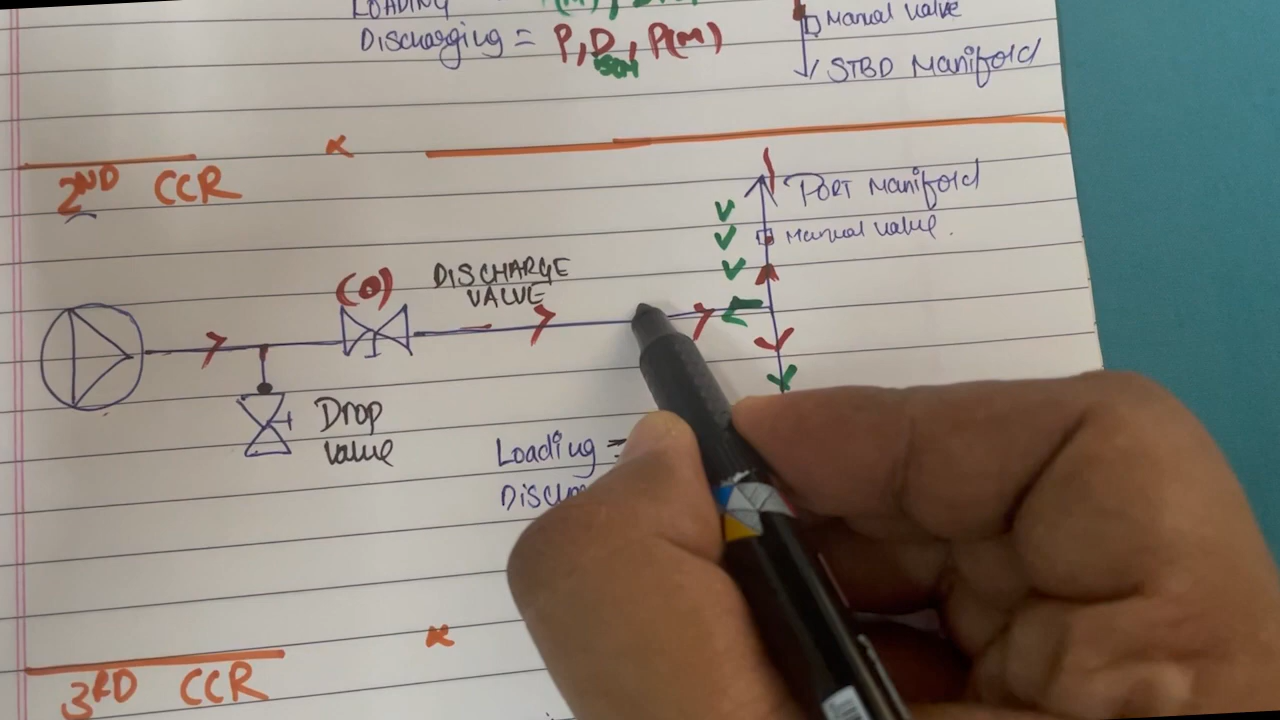 LOADING
Discharging = P, D, P(M)
SOM
Manual valve
STBD Manifold
2ND CCR
PORT Manifold
Manual valve.
(O)
DISCHARGE
VALVE
Drop
valve
Loading =
3RD CCR